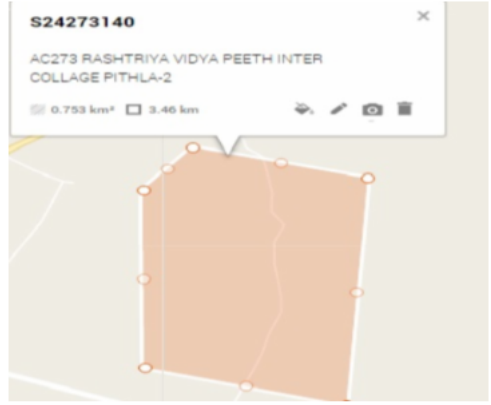 S24273140
AC273 RASHTRIYA VIDYA PEETH INTER
COLLAGE PITHLA-2
0.753 km² 3.46 km